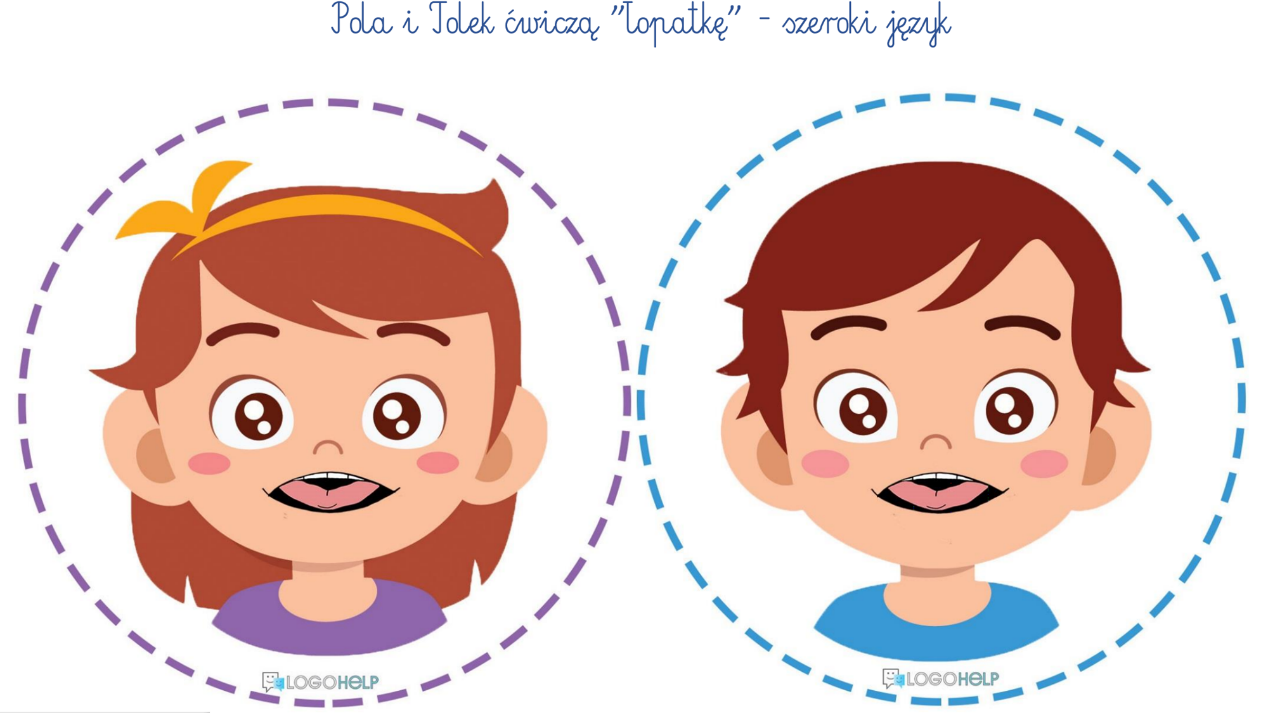 Pola i Tolek ćwiczą "Łopatkę" - szeroki język
LOGOHELP
LOGOHELP